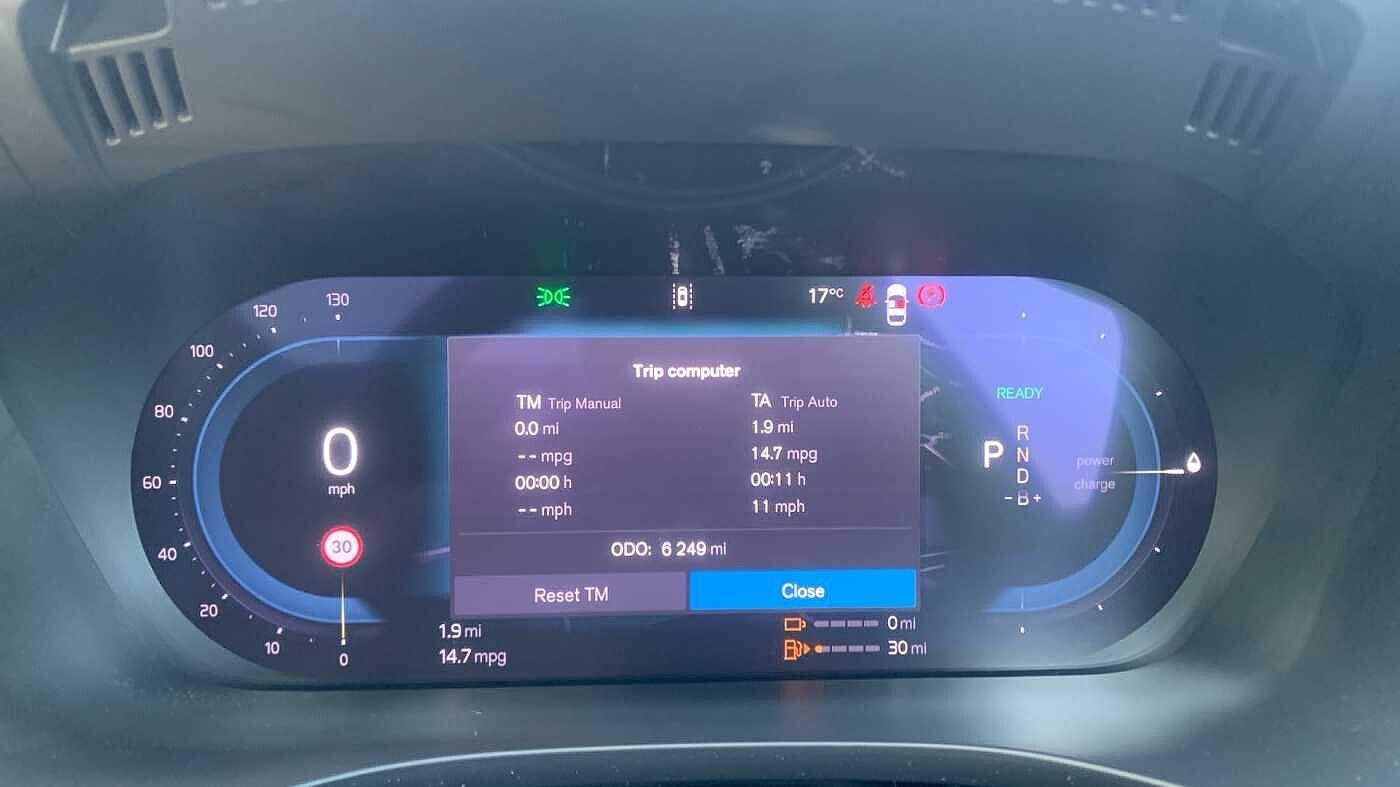 130
120
100
80
60
40
20
10
0
17°C
0
mph
30
Trip computer
TM Trip Manual
0.0 mi
-- mpg
00:00 h
-- mph
TA Trip Auto
1.9 mi
14.7 mpg
00:11 h
11 mph
ODO: 6 249 mi
Reset TM
Close
READY
P
R
N
D
- B +
power
charge
1.9 mi
14.7 mpg
0 mi
30 mi